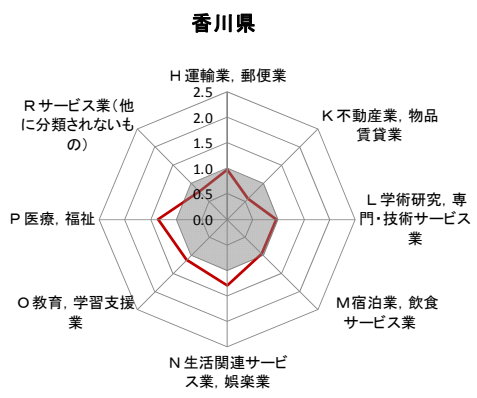 香川県
H 運輸業，郵便業
2.5
2.0
1.5
1.0
0.5
0.0
K 不動産業，物品
賃貸業
L 学術研究，専
門・技術サービス
業
M宿泊業，飲食
サービス業
N 生活関連サービ
ス業，娯楽業
O 教育，学習支援
業
P 医療，福祉
R サービス業（他
に分類されないも
の）